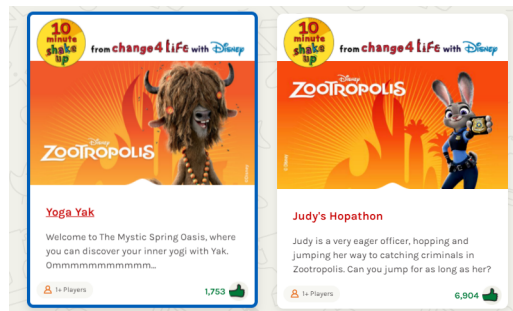 10
minute
shake
up
from change4Life with Disney
Disney
ZOOTROPOLIS
Yoga Yak
Welcome to The Mystic Spring Oasis, where
you can discover your inner yogi with Yak.
Ommmmmmmmmmm...
1+ Players
1,753
10
minute
shake
up
from change4Life with Disney
Disney
ZOOTROPOLIS
Judy's Hopathon
Judy is a very eager officer, hopping and
jumping her way to catching criminals in
Zootropolis. Can you jump for as long as her?
1+ Players
6,904